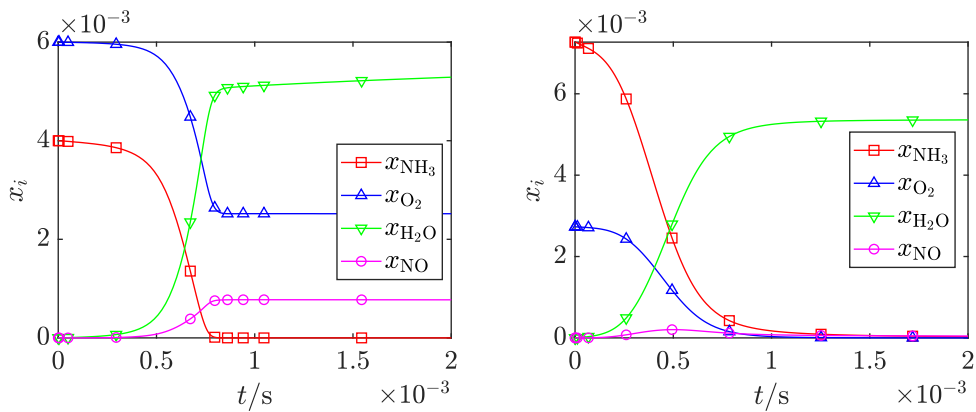 ×10⁻³
6
4
2
0
0
0.5
1
1.5
2
x_i
t/s
×10⁻³
x_NH₃
x_O₂
x_H₂O
x_NO
×10⁻³
6
4
2
0
0
0.5
1
1.5
2
x_i
t/s
×10⁻³
x_NH₃
x_O₂
x_H₂O
x_NO